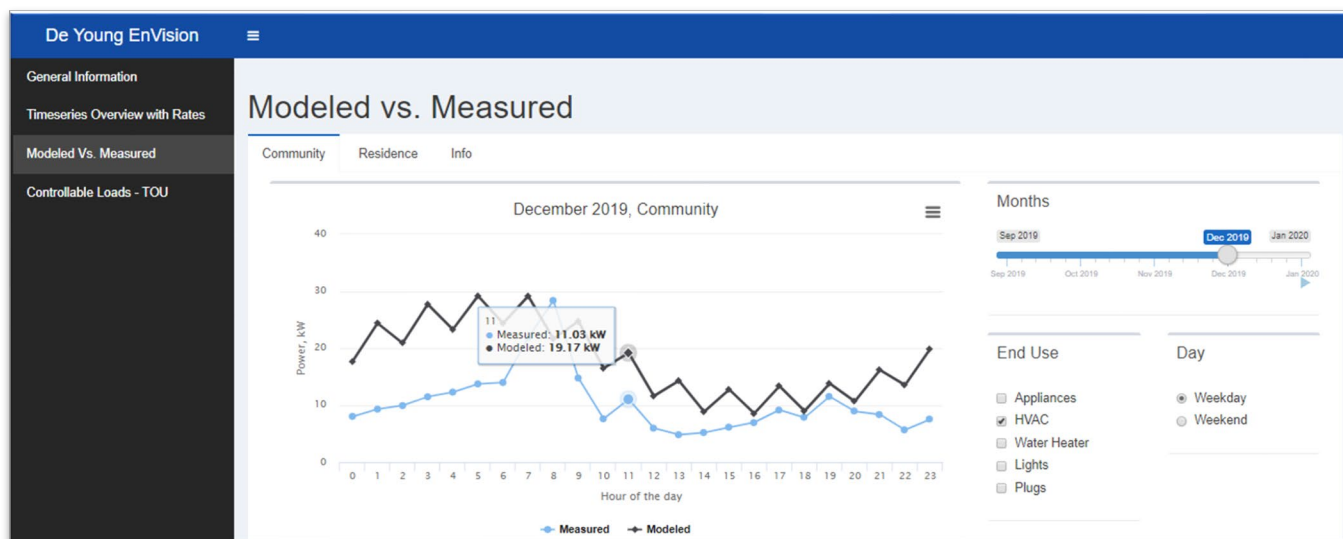 De Young EnVision
General Information
Timeseries Overview with Rates
Modeled Vs. Measured
Controllable Loads - TOU
Modeled vs. Measured
Community Residence Info
December 2019, Community
Power, kW
40
30
20
10
0
11
Measured: 11.03 kW
Modeled: 19.17 kW
0 1 2 3 4 5 6 7 8 9 10 11 12 13 14 15 16 17 18 19 20 21 22 23
Hour of the day
Measured Modeled
Months
Sep 2019 Dec 2019 Jan 2020
Sep 2019 Oct 2019 Nov 2019 Dec 2019 Jan 2020
End Use
Appliances
HVAC
Water Heater
Lights
Plugs
Day
Weekday
Weekend